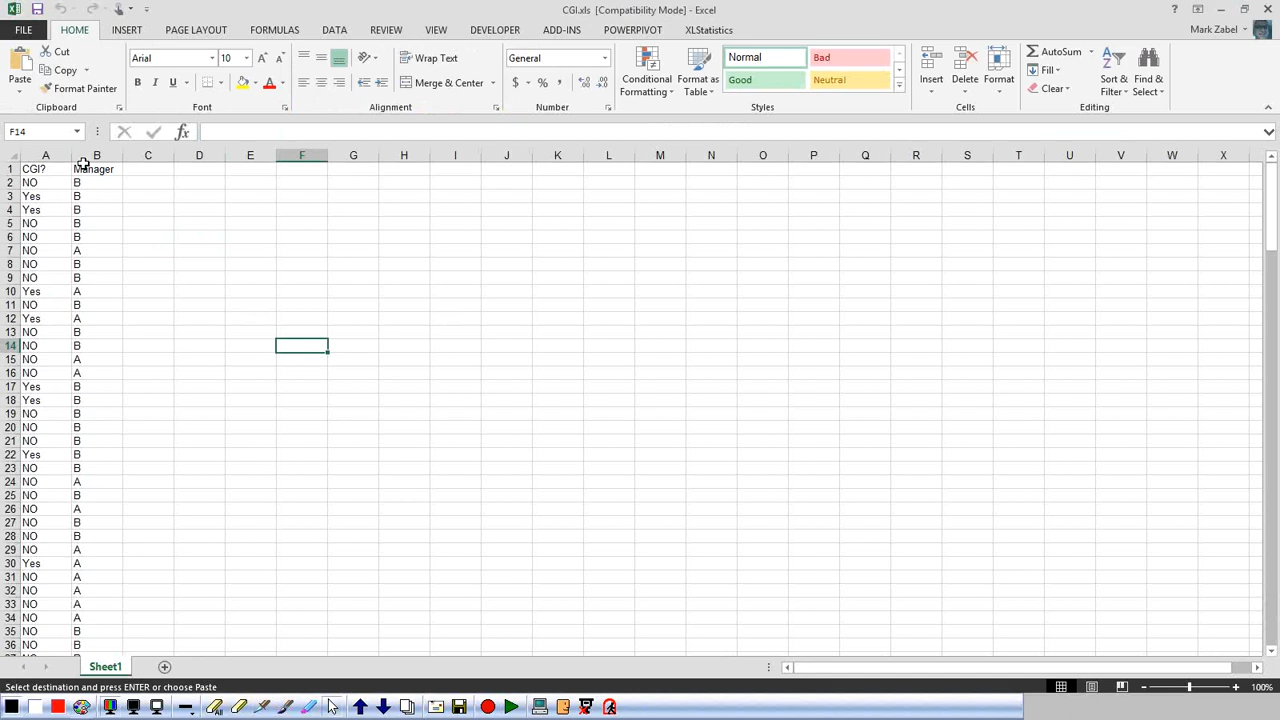 CGI.xls [Compatibility Mode] - Excel
FILE HOME INSERT PAGE LAYOUT FORMULAS DATA REVIEW VIEW DEVELOPER ADD-INS POWERPIVOT XLStatistics Mark Zabel
Paste Cut Copy Format Painter
Clipboard
Arial 10
B I U
Font
Wrap Text
Merge & Center
Alignment
General
$ % ,
Number
Conditional Formatting
Format as Table
Normal Bad
Good Neutral
Styles
Insert Delete Format
Cells
AutoSum
Fill
Clear
Sort & Filter
Find & Select
Editing
F14 fx
A B C D E F G H I J K L M N O P Q R S T U V W X
1 CGI? Manager
2 NO B
3 Yes B
4 Yes B
5 NO B
6 NO B
7 NO A
8 NO B
9 NO B
10 Yes A
11 NO B
12 Yes A
13 NO B
14 NO B
15 NO A
16 NO A
17 Yes B
18 Yes B
19 NO B
20 NO B
21 NO B
22 Yes B
23 NO B
24 NO A
25 NO B
26 NO A
27 NO B
28 NO B
29 NO A
30 Yes A
31 NO A
32 NO A
33 NO A
34 NO A
35 NO B
36 NO B
Sheet1
Select destination and press ENTER or choose Paste 100%